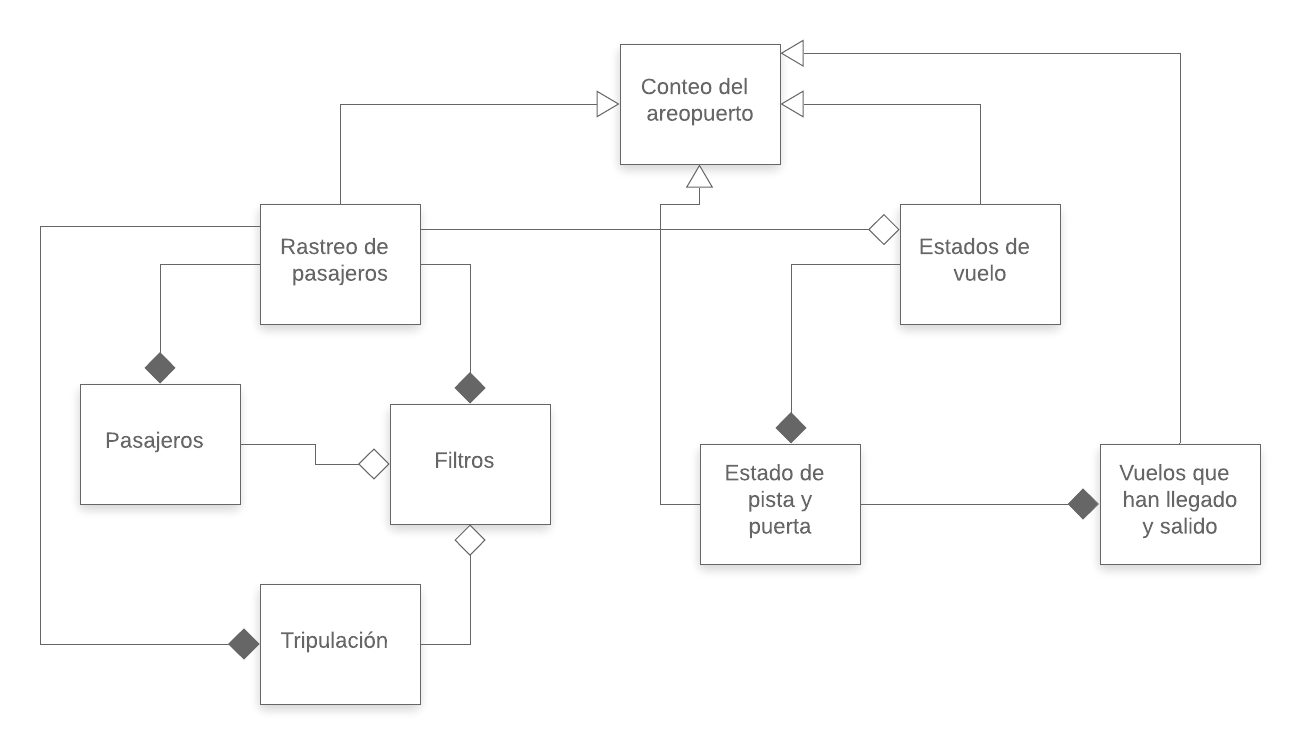 Conteo del
areopuerto
Rastreo de
pasajeros
Estados de
vuelo
Pasajeros
Filtros
Estado de
pista y
puerta
Vuelos que
han llegado
y salido
Tripulación